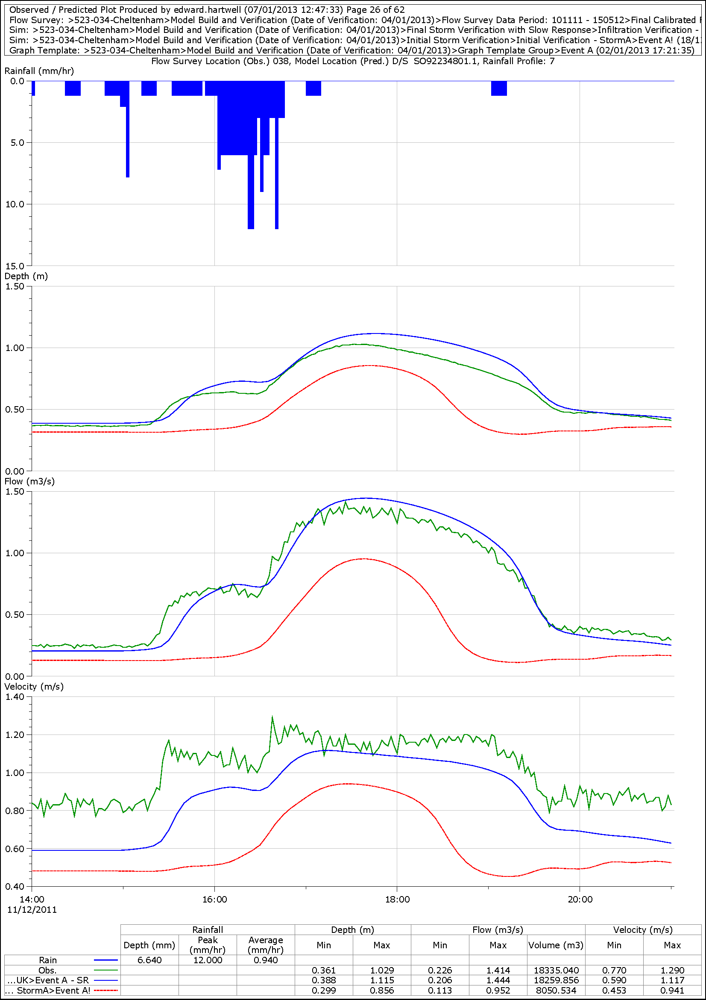 Observed / Predicted Plot Produced by edward.hartwell (07/01/2013 12:47:33) Page 26 of 62
Flow Survey: >523-034-Cheltenham>Model Build and Verification (Date of Verification: 04/01/2013)>Flow Survey Data Period: 101111 - 150512>Final Calibrated
Sim: >523-034-Cheltenham>Model Build and Verification (Date of Verification: 04/01/2013)>Final Storm Verification with Slow Response>Infiltration Verification -
Sim: >523-034-Cheltenham>Model Build and Verification (Date of Verification: 04/01/2013)>Initial Storm Verification>Initial Verification - StormA>Event A! (18/1
Graph Template: >523-034-Cheltenham>Model Build and Verification (Date of Verification: 04/01/2013)>Graph Template Group>Event A (02/01/2013 17:21:35)
Flow Survey Location (Obs.) 038, Model Location (Pred.) D/S SO92234801.1, Rainfall Profile: 7
Rainfall (mm/hr)
0.0
5.0
10.0
15.0
Depth (m)
1.50
1.00
0.50
0.00
Flow (m3/s)
1.50
1.00
0.50
0.00
Velocity (m/s)
1.40
1.20
1.00
0.80
0.60
0.40
14:00 16:00 18:00 20:00
11/12/2011
Rainfall Depth (m) Flow (m3/s) Velocity (m/s)
Depth (mm) Peak (mm/hr) Average (mm/hr) Min Max Min Max Volume (m3) Min Max
Rain 6.640 12.000 0.940
Obs. 0.361 1.029 0.226 1.414 18335.040 0.770 1.290
...UK>Event A - SR 0.388 1.115 0.206 1.444 18259.856 0.590 1.117
... StormA>Event A! 0.299 0.856 0.113 0.952 8050.534 0.453 0.941